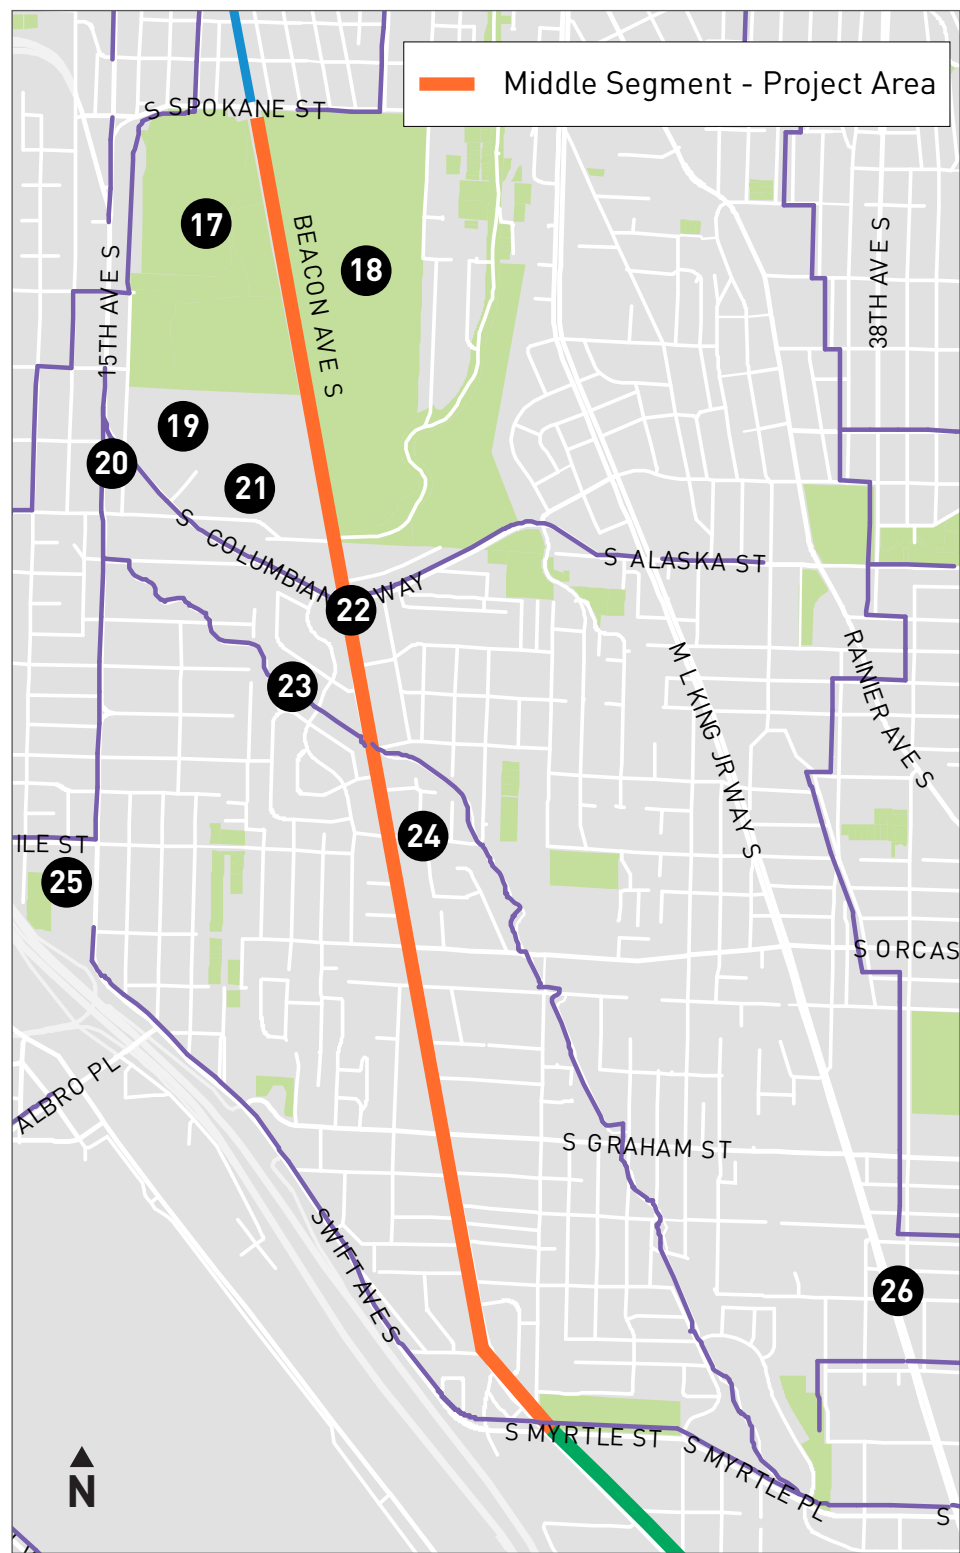 Middle Segment - Project Area
S SPOKANE ST
17
BEACON AVE S
18
15TH AVE S
38TH AVE S
19
20
21
S COLUMBIAN WAY
S ALASKA ST
22
23
M L KING JR WAY S
RAINIER AVE S
24
ILE ST
25
S ORCAS
ALBRO PL
S GRAHAM ST
SWIFT AVE S
26
S MYRTLE ST
S MYRTLE PL
N
S